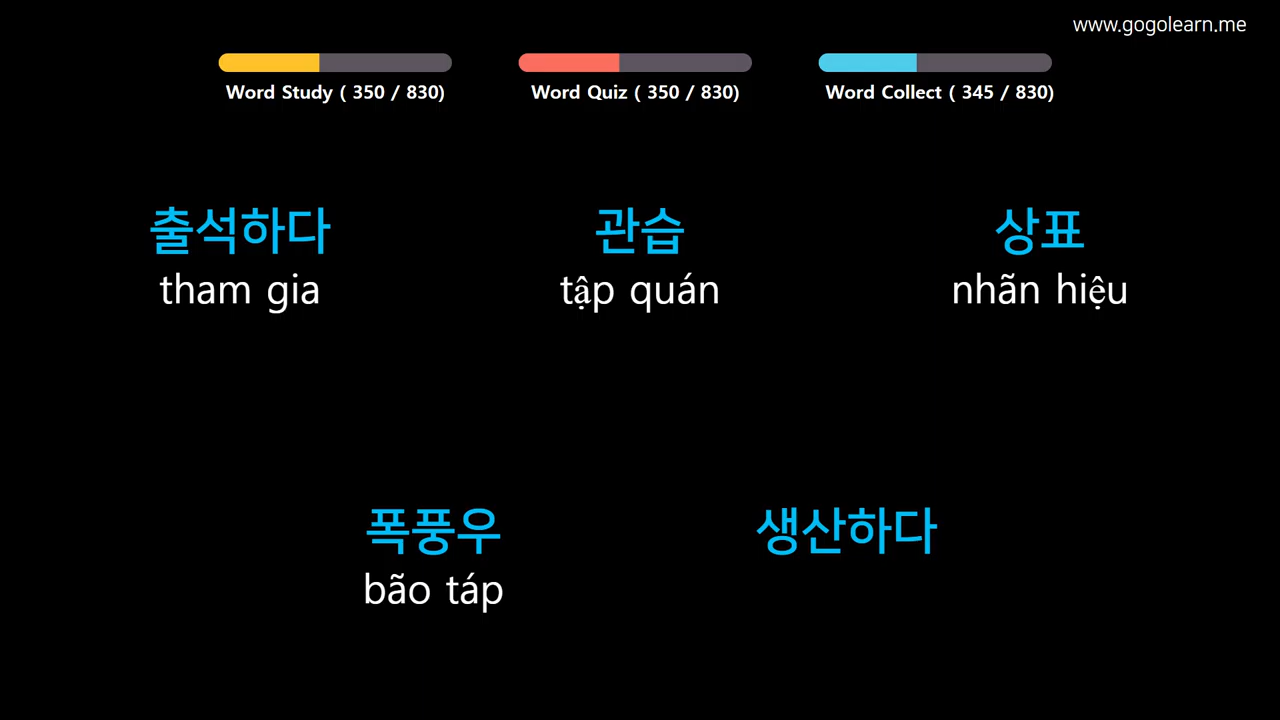 www.gogolearn.me
Word Study ( 350 / 830)
Word Quiz ( 350 / 830)
Word Collect ( 345 / 830)
출석하다
tham gia
관습
tập quán
상표
nhãn hiệu
폭풍우
bão táp
생산하다